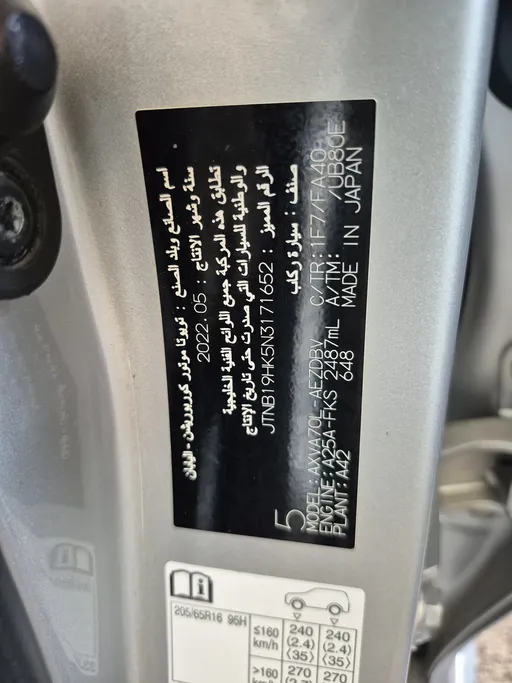 اسم الصانع وبلد الصنع : تويوتا موتور كوربوريشن - اليابان
سنة وشهر الانتاج : 2022.05
تطابق هذه المركبة جميع اللوائح الفنية الخليجية
والوطنية للسيارات التي صدرت حتى تاريخ الإنتاج
الرقم المميز : JTNB19HK5N3171652
صنف : سيارة ركاب
5
MODEL:AXVA70L-AEZDBV C/TR:1F7/FA40
ENGINE:A25A-FKS 2487mL A/TM: /UB80E
PLANT:A42 648 MADE IN JAPAN
i
i
205/65R16 96H
≤160 km/h 240 (2.4) ⟨35⟩ 240 (2.4) ⟨35⟩
>160 270 270